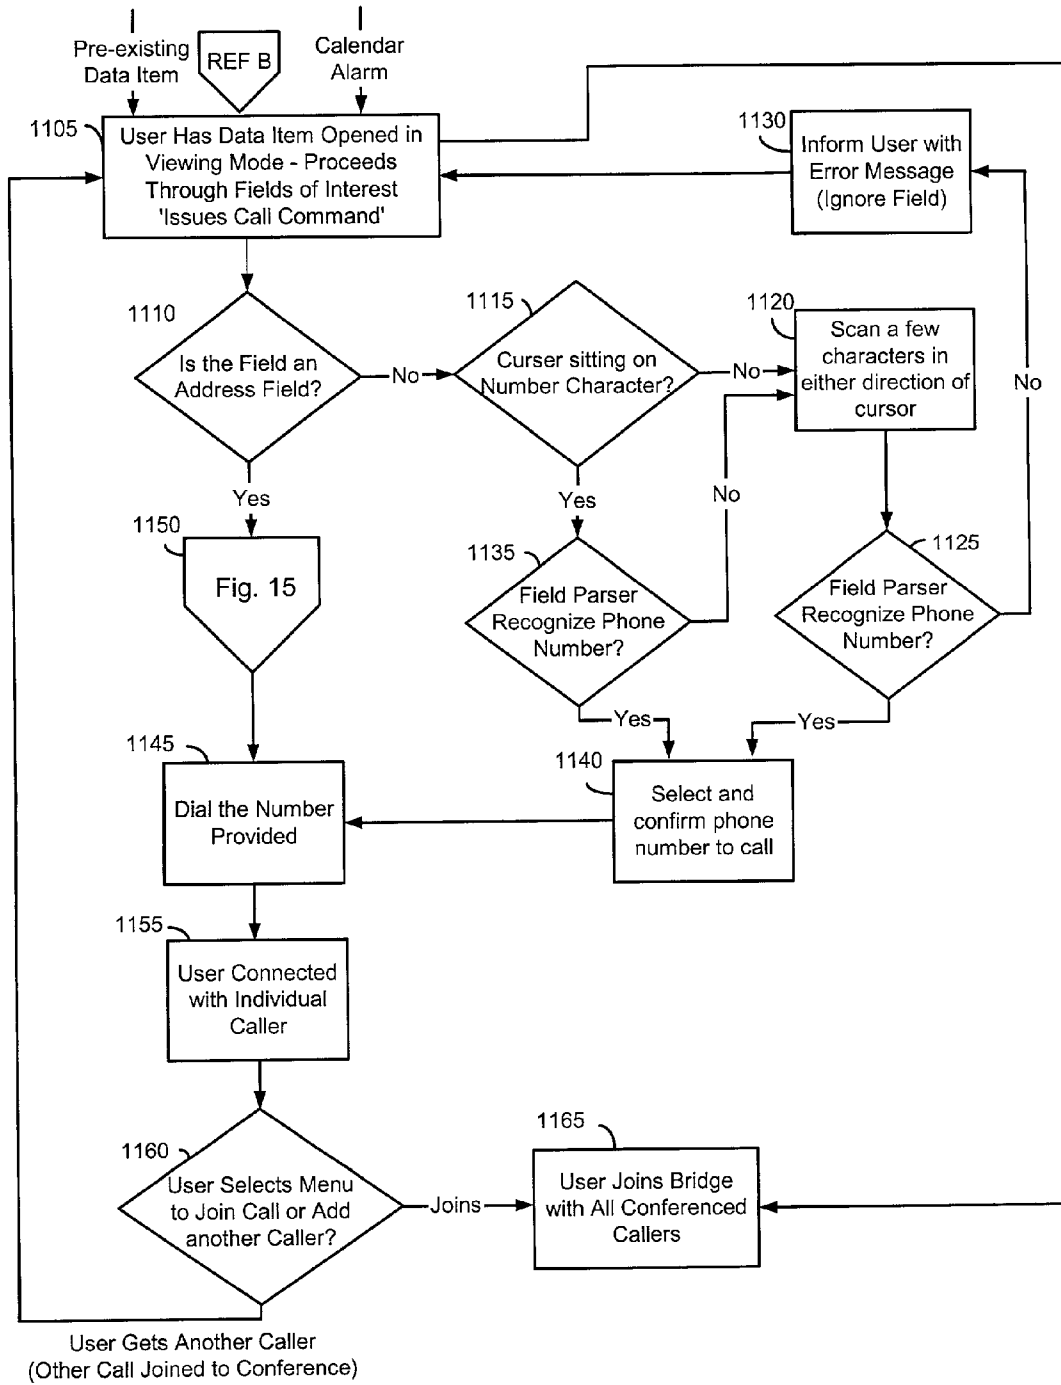 Pre-existing
Data Item
REF B
Calendar
Alarm
1105
User Has Data Item Opened in
Viewing Mode - Proceeds
Through Fields of Interest
'Issues Call Command'
1130
Inform User with
Error Message
(Ignore Field)
1110
Is the Field an
Address Field?
No
1115
Curser sitting on
Number Character?
No
1120
Scan a few
characters in
either direction of
cursor
No
Yes
Yes
No
1150
Fig. 15
1135
Field Parser
Recognize Phone
Number?
1125
Field Parser
Recognize Phone
Number?
Yes
Yes
1145
Dial the Number
Provided
1140
Select and
confirm phone
number to call
1155
User Connected
with Individual
Caller
1160
User Selects Menu
to Join Call or Add
another Caller?
Joins
1165
User Joins Bridge
with All Conferenced
Callers
User Gets Another Caller
(Other Call Joined to Conference)